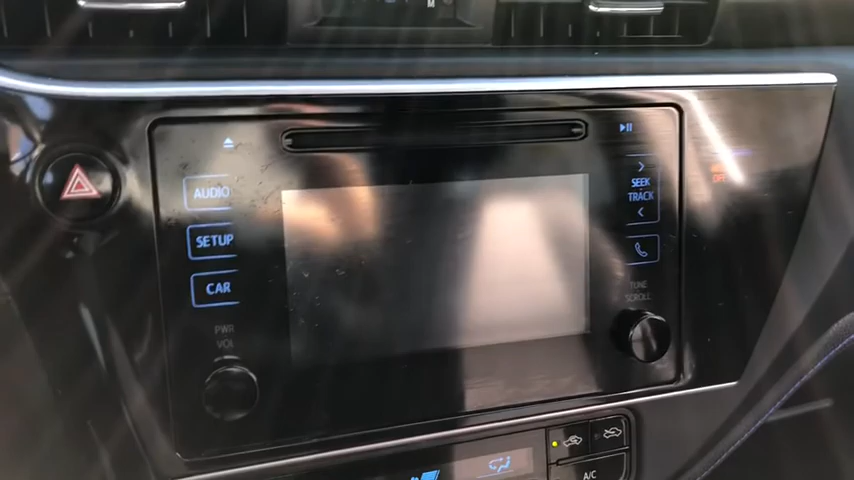 M
AUDIO
SETUP
CAR
PWR
VOL
SEEK
TRACK
TUNE
SCROLL
A/C